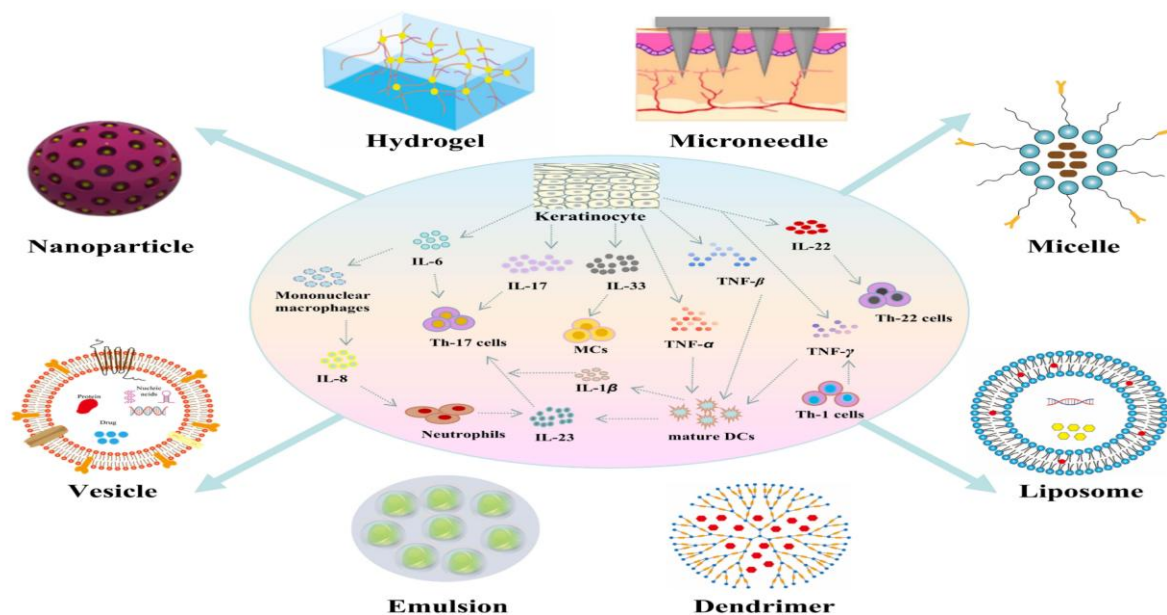 Hydrogel
Microneedle
Nanoparticle
Micelle
Keratinocyte
IL-6
IL-17
IL-33
TNF-β
IL-22
Mononuclear
macrophages
Th-17 cells
MCs
TNF-α
TNF-γ
Th-22 cells
IL-8
IL-1β
Th-1 cells
Neutrophils
IL-23
mature DCs
Protein
Nucleic
acids
Drug
Vesicle
Liposome
Emulsion
Dendrimer